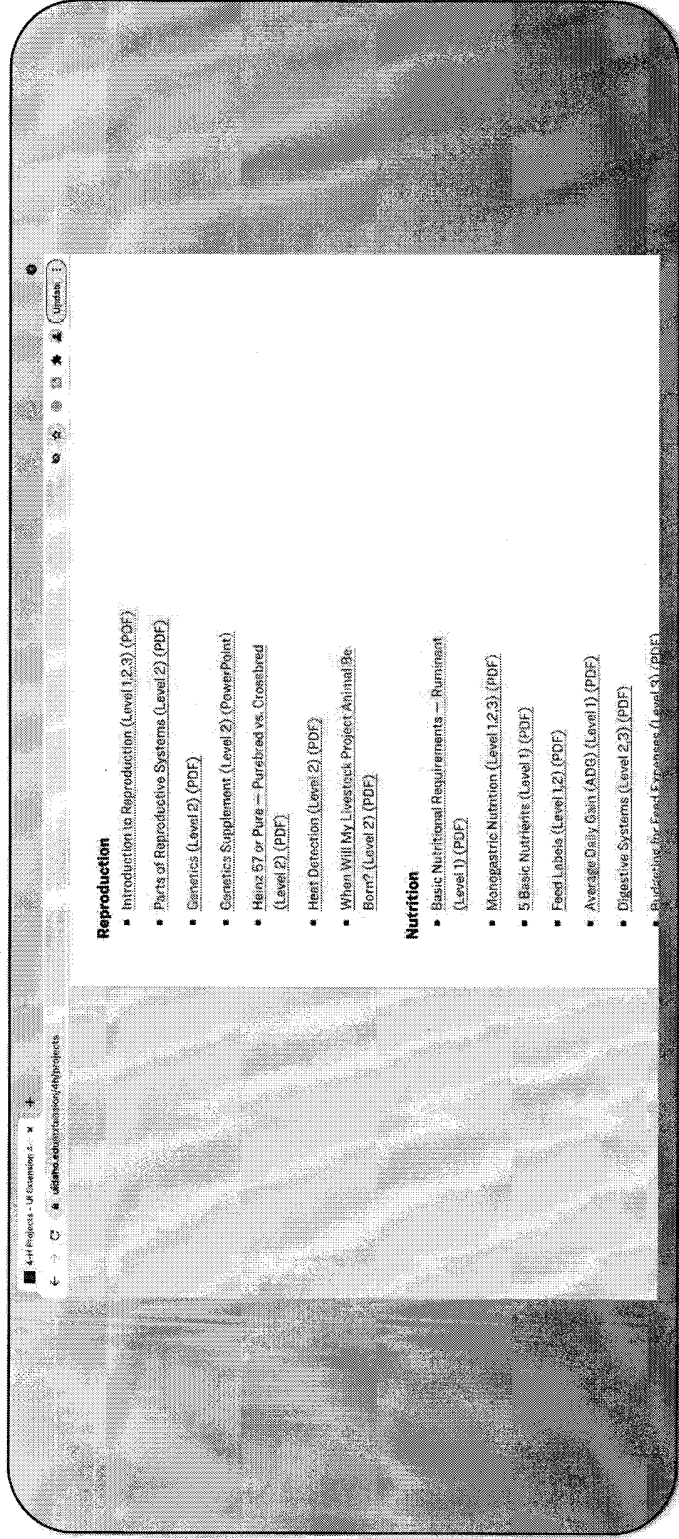 4-H Projects - UI Extension &
uidaho.edu/extension/4h/projects
Update
Reproduction
Introduction to Reproduction (Level 1,2,3) (PDF)
Parts of Reproductive Systems (Level 2) (PDF)
Genetics (Level 2) (PDF)
Genetics Supplement (Level 2) (PowerPoint)
Heinz 57 or Pure — Purebred vs. Crossbred
(Level 2) (PDF)
Heat Detection (Level 2) (PDF)
When Will My Livestock Project Animal Be
Born? (Level 2) (PDF)
Nutrition
Basic Nutritional Requirements — Ruminant
(Level 1) (PDF)
Monogastric Nutrition (Level 1,2,3) (PDF)
5 Basic Nutrients (Level 1) (PDF)
Feed Labels (Level 1,2) (PDF)
Average Daily Gain (ADG) (Level 1) (PDF)
Digestive Systems (Level 2,3) (PDF)
Budgeting for Feed Expenses (Level 3) (PDF)